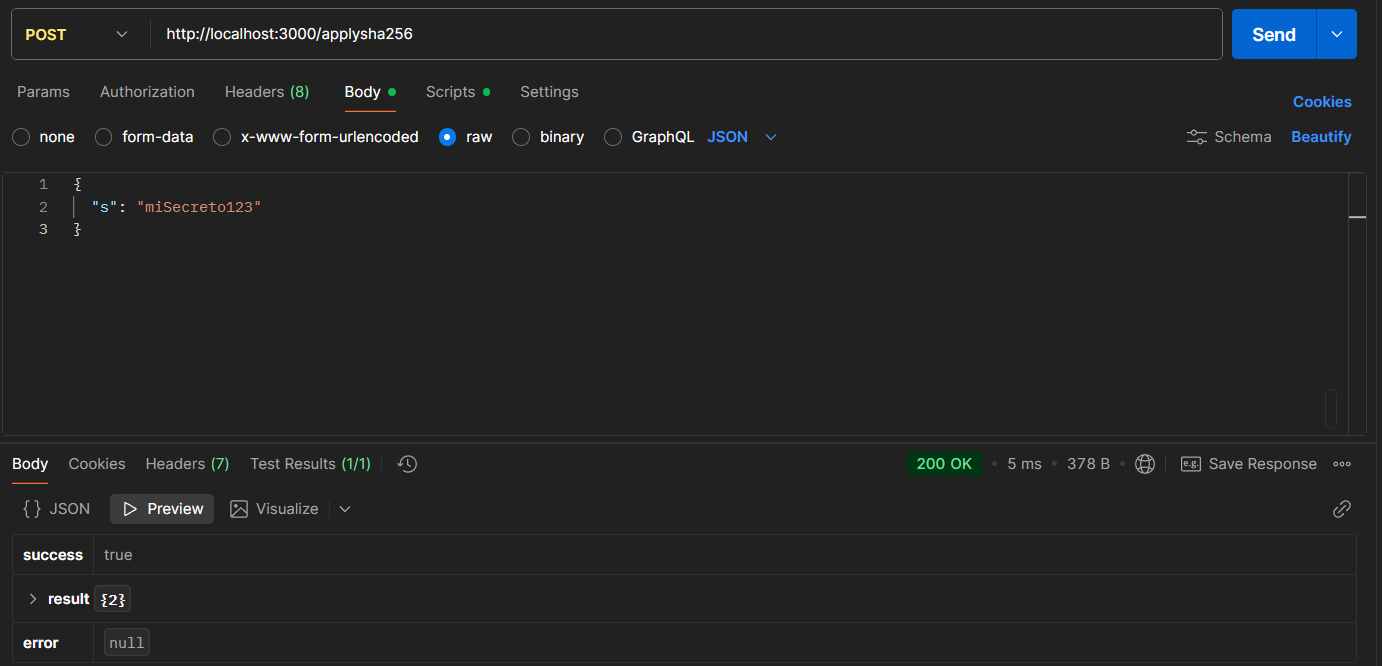 POST http://localhost:3000/applysha256 Send
Params Authorization Headers (8) Body Scripts Settings Cookies
none form-data x-www-form-urlencoded raw binary GraphQL JSON Schema Beautify
1 {
2 "s": "miSecreto123"
3 }
Body Cookies Headers (7) Test Results (1/1) 200 OK 5 ms 378 B e.g. Save Response
{} JSON Preview Visualize
success true
result {2}
error null